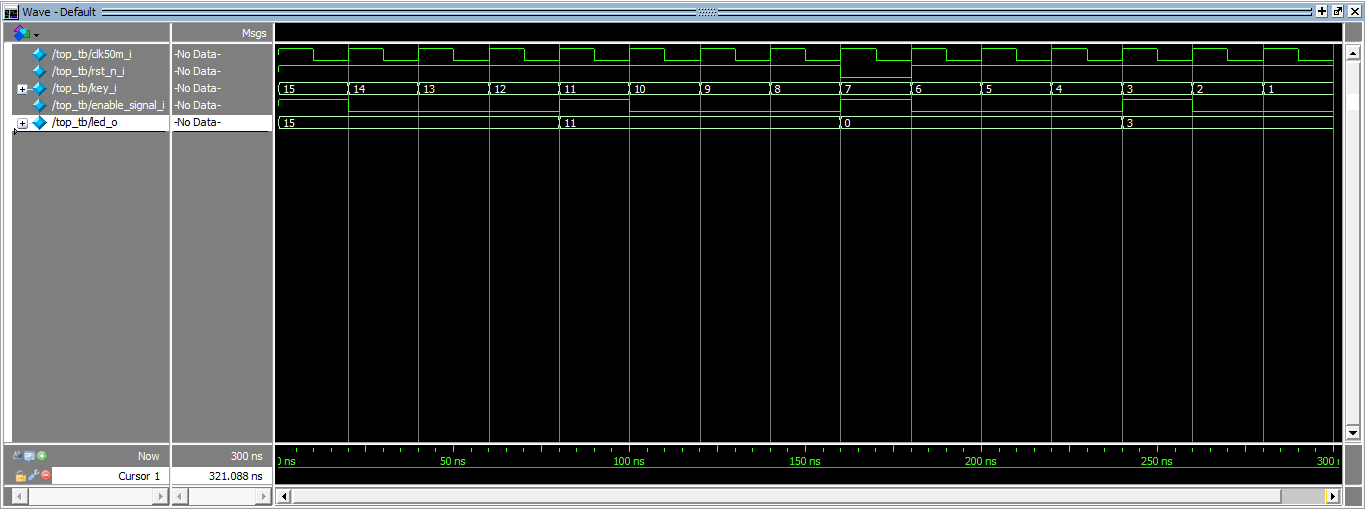 Wave - Default
Msgs
/top_tb/clk50m_i -No Data-
/top_tb/rst_n_i -No Data-
/top_tb/key_i -No Data- 15 14 13 12 11 10 9 8 7 6 5 4 3 2 1
/top_tb/enable_signal_i -No Data-
/top_tb/led_o -No Data- 15 11 0 3
Now 300 ns
ns 50 ns 100 ns 150 ns 200 ns 250 ns 300
Cursor 1 321.088 ns